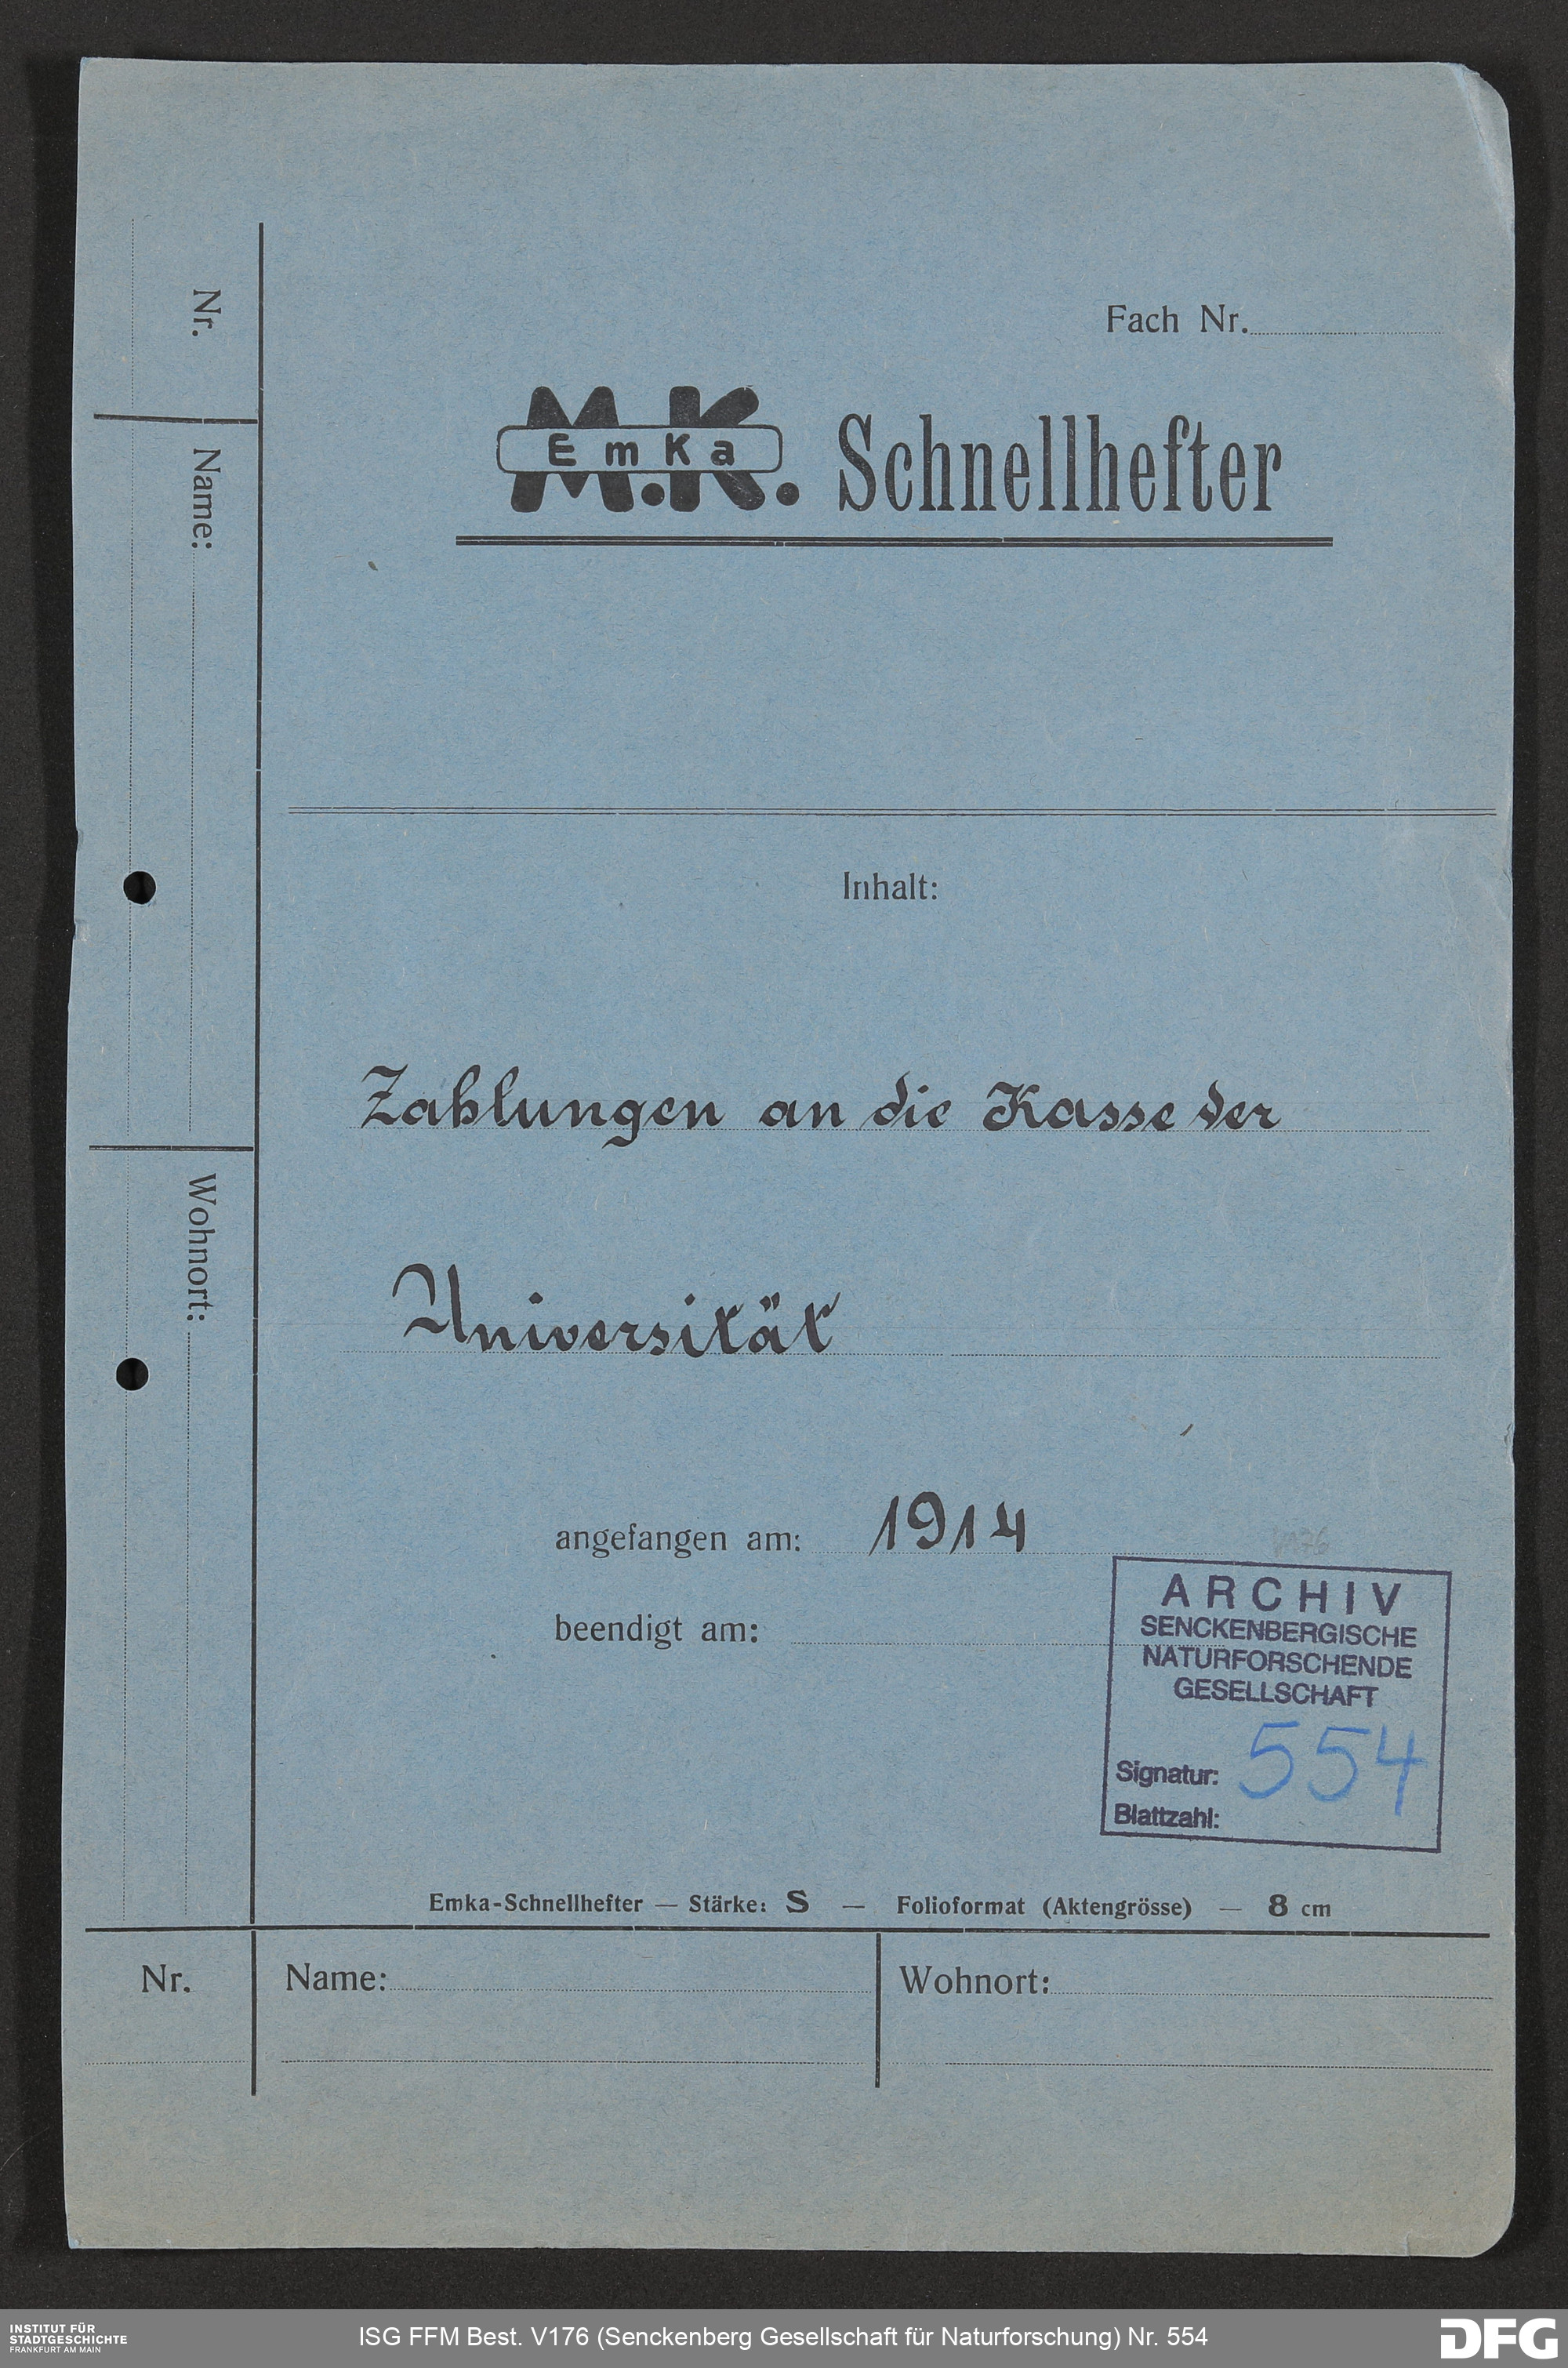 Fach Nr.
M.K.
EmKa
Schnellhefter
Nr.
Name:
Wohnort:
Inhalt:
Zahlungen an die Kasse der
Universität
angefangen am: 1914
beendigt am:
V176
ARCHIV
SENCKENBERGISCHE
NATURFORSCHENDE
GESELLSCHAFT
Signatur: 554
Blattzahl:
Emka-Schnellhefter — Stärke: S — Folioformat (Aktengrösse) — 8 cm
Nr. Name: Wohnort:
INSTITUT FÜR
STADTGESCHICHTE
FRANKFURT AM MAIN
ISG FFM Best. V176 (Senckenberg Gesellschaft für Naturforschung) Nr. 554
DFG